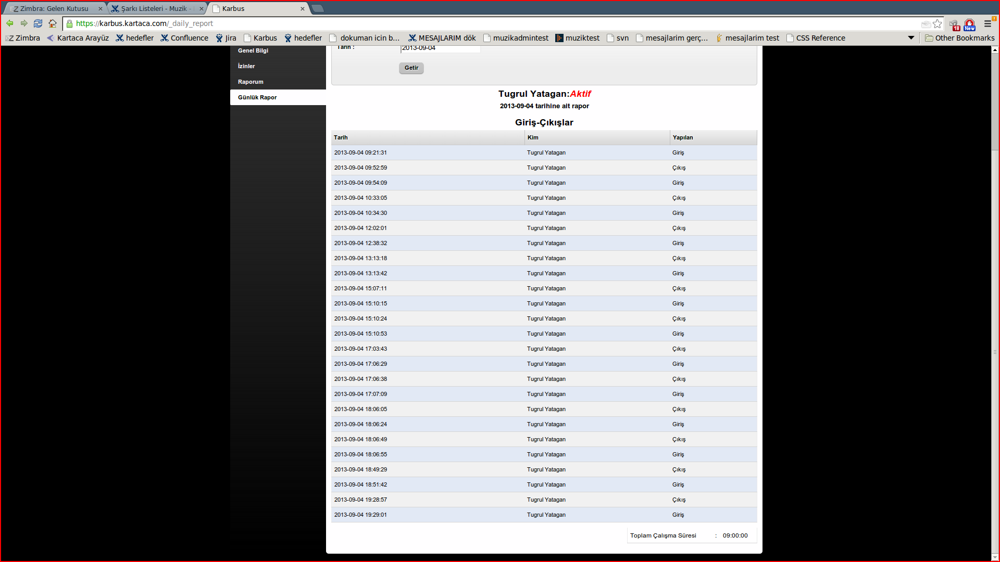 Zimbra: Gelen Kutusu
Şarkı Listeleri - Muzik -
Karbus
https://karbus.kartaca.com/_daily_report
18
New
Zimbra
Kartaca Arayüz
hedefler
Confluence
Jira
Karbus
hedefler
dokuman icin b...
MESAJLARIM dök
muzikadmintest
muziktest
svn
mesajlarim gerç...
mesajlarim test
CSS Reference
Other Bookmarks
Genel Bilgi
İzinler
Raporum
Günlük Rapor
Tarih :
2013-09-04
Getir
Tugrul Yatagan:Aktif
2013-09-04 tarihine ait rapor
Giriş-Çıkışlar
Tarih Kim Yapılan
2013-09-04 09:21:31 Tugrul Yatagan Giriş
2013-09-04 09:52:59 Tugrul Yatagan Çıkış
2013-09-04 09:54:09 Tugrul Yatagan Giriş
2013-09-04 10:33:05 Tugrul Yatagan Çıkış
2013-09-04 10:34:30 Tugrul Yatagan Giriş
2013-09-04 12:02:01 Tugrul Yatagan Çıkış
2013-09-04 12:38:32 Tugrul Yatagan Giriş
2013-09-04 13:13:18 Tugrul Yatagan Çıkış
2013-09-04 13:13:42 Tugrul Yatagan Giriş
2013-09-04 15:07:11 Tugrul Yatagan Çıkış
2013-09-04 15:10:15 Tugrul Yatagan Giriş
2013-09-04 15:10:24 Tugrul Yatagan Çıkış
2013-09-04 15:10:53 Tugrul Yatagan Giriş
2013-09-04 17:03:43 Tugrul Yatagan Çıkış
2013-09-04 17:06:29 Tugrul Yatagan Giriş
2013-09-04 17:06:38 Tugrul Yatagan Çıkış
2013-09-04 17:07:09 Tugrul Yatagan Giriş
2013-09-04 18:06:05 Tugrul Yatagan Çıkış
2013-09-04 18:06:24 Tugrul Yatagan Giriş
2013-09-04 18:06:49 Tugrul Yatagan Çıkış
2013-09-04 18:06:55 Tugrul Yatagan Giriş
2013-09-04 18:49:29 Tugrul Yatagan Çıkış
2013-09-04 18:51:42 Tugrul Yatagan Giriş
2013-09-04 19:28:57 Tugrul Yatagan Çıkış
2013-09-04 19:29:01 Tugrul Yatagan Giriş
Toplam Çalışma Süresi : 09:00:00